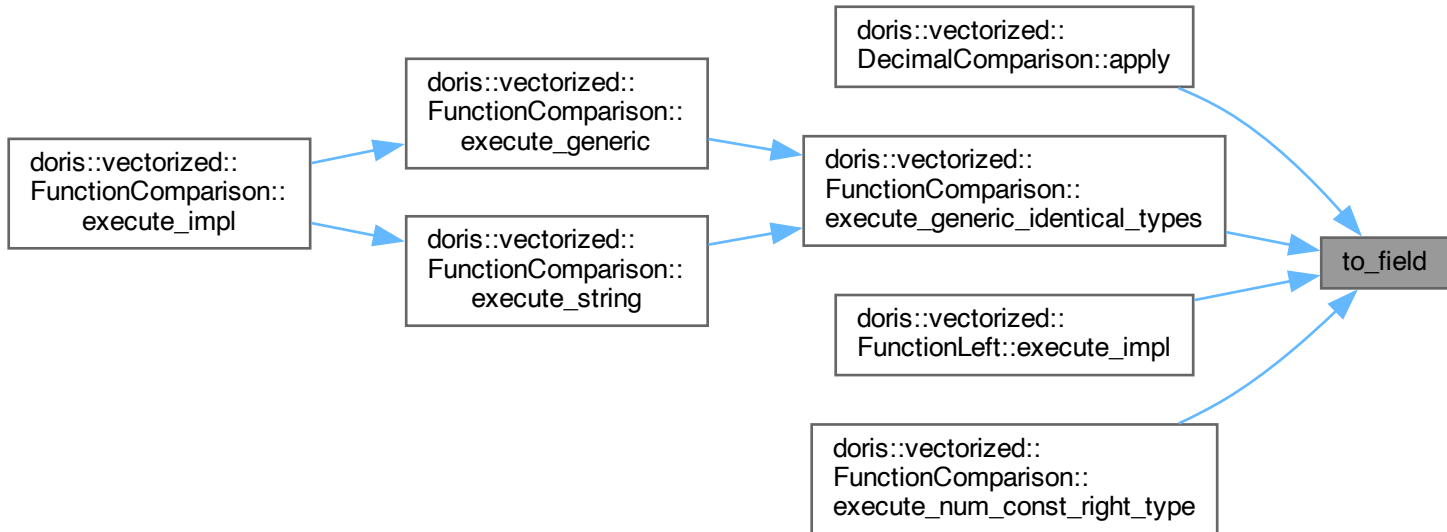 doris::vectorized::
FunctionComparison::
execute_impl
doris::vectorized::
FunctionComparison::
execute_generic
doris::vectorized::
FunctionComparison::
execute_string
doris::vectorized::
DecimalComparison::apply
doris::vectorized::
FunctionComparison::
execute_generic_identical_types
doris::vectorized::
FunctionLeft::execute_impl
doris::vectorized::
FunctionComparison::
execute_num_const_right_type
to_field